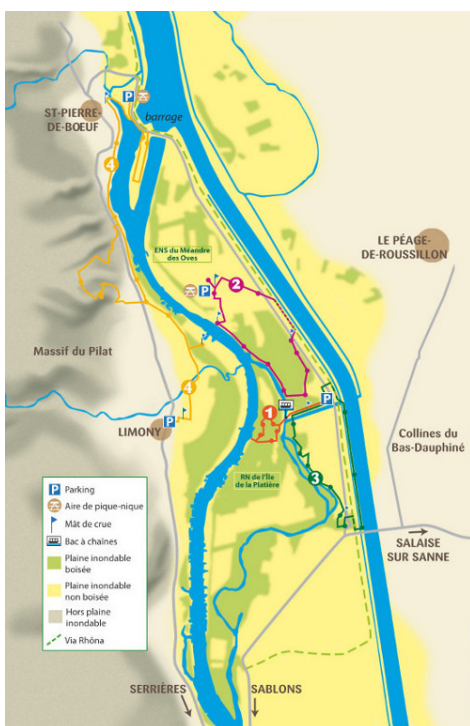 P
barrage
ST-PIERRE-
DE-BŒUF
4
ENS du Méandre
des Oves
LE PÉAGE-
DE-ROUSSILLON
2
P
Massif du Pilat
4
1
P
P
LIMONY
Collines du
Bas-Dauphiné
RN de l'Île
de la Platière
3
SALAISE
SUR SANNE
P Parking
Aire de pique-nique
Mât de crue
Bac à chaînes
Plaine inondable
boisée
Plaine inondable
non boisée
Hors plaine
inondable
Via Rhôna
SERRIÈRES
SABLONS